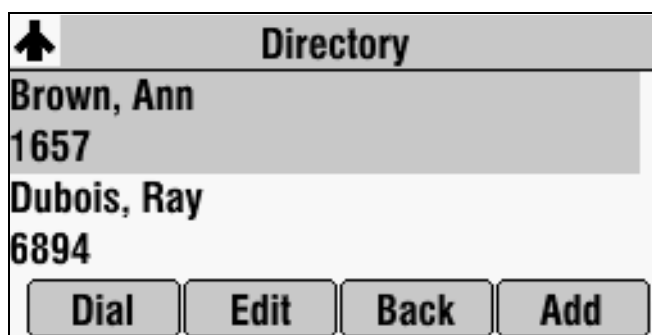 Directory
Brown, Ann
1657
Dubois, Ray
6894
Dial Edit Back Add